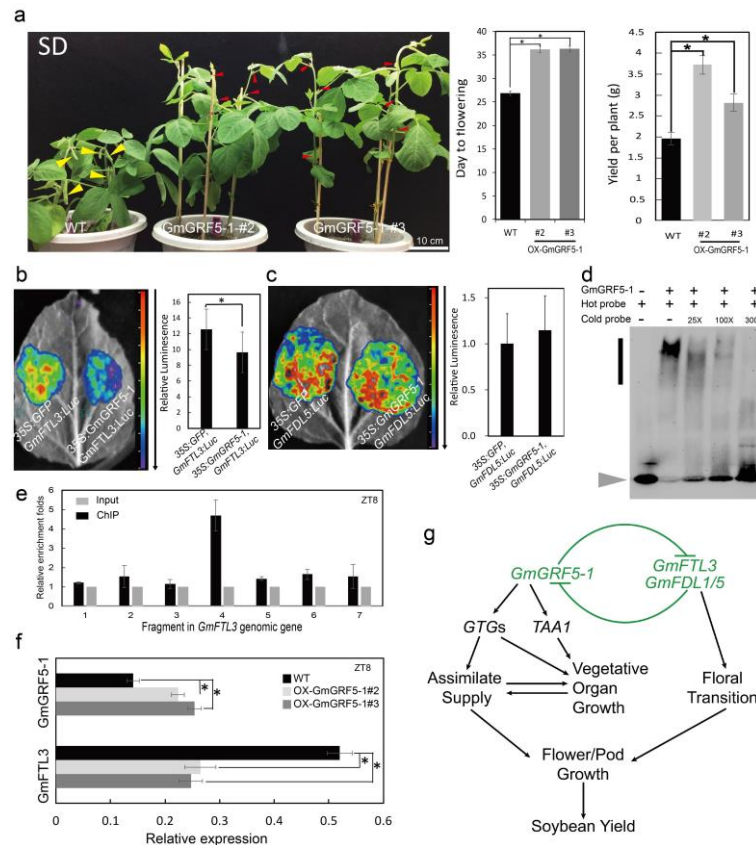 a
SD
WT
GmGRF5-1-#2
GmGRF5-1-#3
10 cm
Day to flowering
40
35
30
25
20
15
10
5
0
*
*
WT #2 #3
OX-GmGRF5-1
Yield per plant (g)
4.5
4
3.5
3
2.5
2
1.5
1
0.5
0
*
*
WT #2 #3
OX-GmGRF5-1
b
35S:GFP,
GmFTL3:Luc
35S:GmGRF5-1,
GmFTL3:Luc
Relative Luminesence
16
14
12
10
8
6
4
2
0
*
35S:GFP,
GmFTL3:Luc
35S:GmGRF5-1,
GmFTL3:Luc
c
35S:GFP,
GmFDL5:Luc
35S:GmGRF5-1,
GmFDL5:Luc
Relative Luminesence
35S:GFP,
GmFDL5:Luc
35S:GmGRF5-1,
GmFDL5:Luc
d
GmGRF5-1 - - + + +
Hot probe + + + + +
Cold probe - - 25X 100X 300
e
Input
ChIP
ZT8
Relative enrichment folds
6
5
4
3
2
1
0
1 2 3 4 5 6 7
Fragment in GmFTL3 genomic gene
f
ZT8
WT
OX-GmGRF5-1#2
OX-GmGRF5-1#3
GmGRF5-1
GmFTL3
*
*
*
*
0 0.1 0.2 0.3 0.4 0.5 0.6
Relative expression
g
GmGRF5-1
GmFTL3
GmFDL1/5
GTGs TAA1
Assimilate
Supply
Vegetative
Organ
Growth
Floral
Transition
Flower/Pod
Growth
Soybean Yield